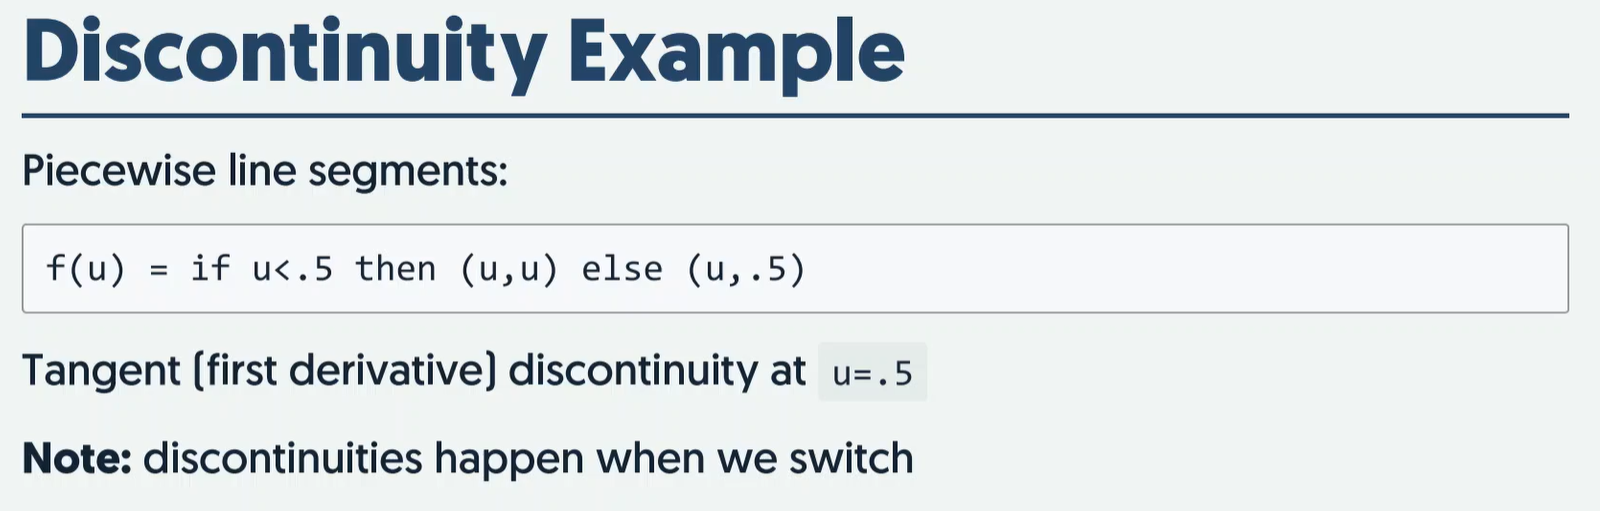 Discontinuity Example
Piecewise line segments:
f(u) = if u<.5 then (u,u) else (u,.5)
Tangent (first derivative) discontinuity at u=.5
Note: discontinuities happen when we switch